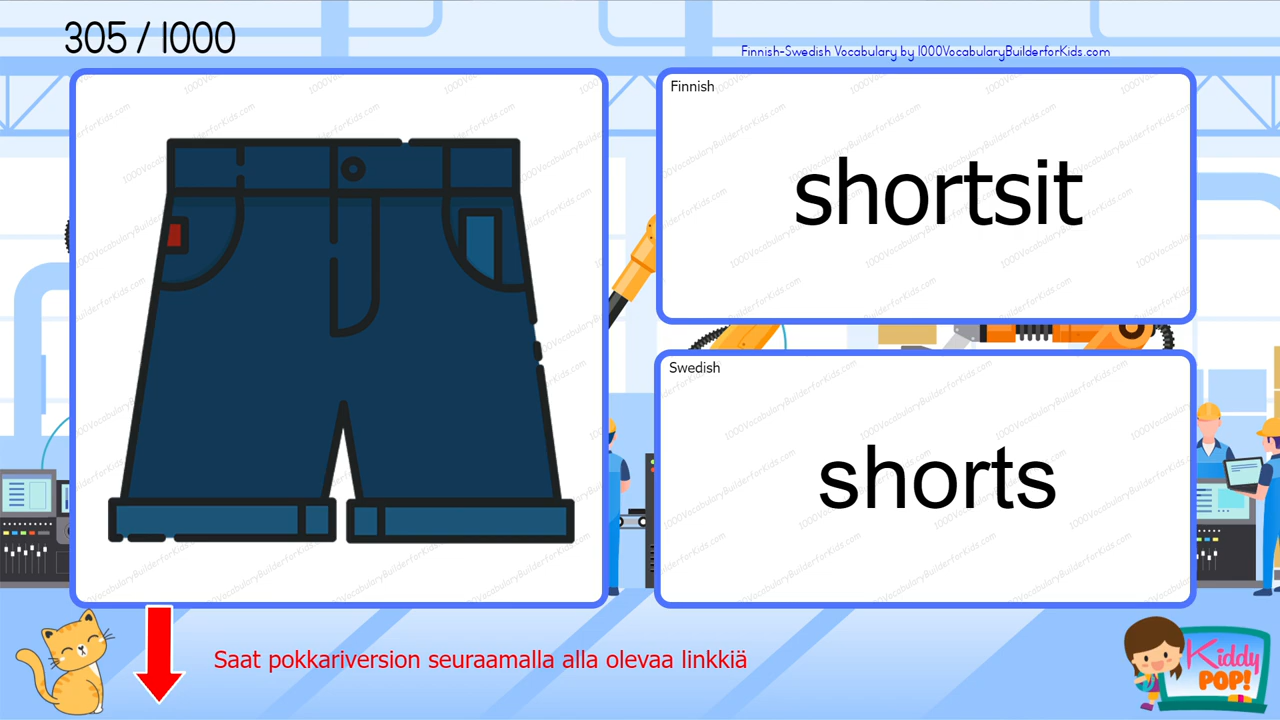 305 / 1000
Finnish-Swedish Vocabulary by 1000VocabularyBuilderforKids.com
Finnish
shortsit
Swedish
shorts
Saat pokkariversion seuraamalla alla olevaa linkkiä
Kiddy
POP!